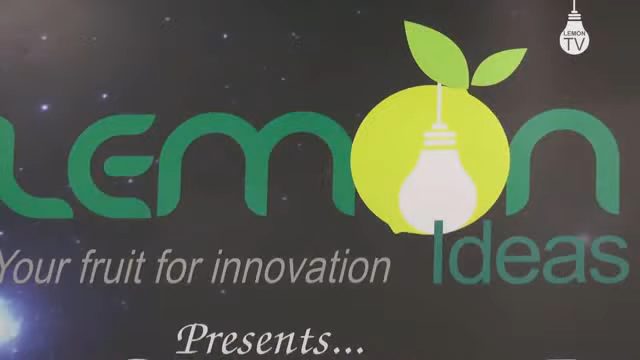 LEMON
TV
LEMON
Ideas
Your fruit for innovation
Presents...